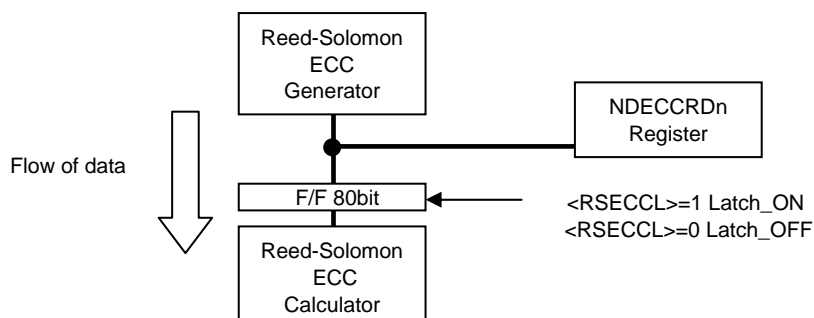 Reed-Solomon
ECC
Generator
NDECCRDn
Register
Flow of data
F/F 80bit
<RSECCL>=1 Latch_ON
<RSECCL>=0 Latch_OFF
Reed-Solomon
ECC
Calculator